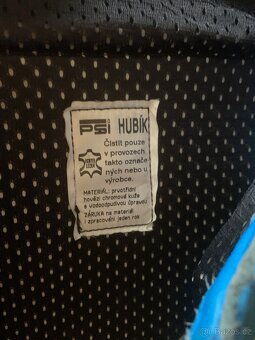 PSI HUBÍK
Čistit pouze
v provozech
takto označe
ných nebo u
výrobce.
MATERIÁL: prvotřídní
hovězí chromová kuže
s vodoodpudivou úpravou
ZÁRUKA na materiál
i zpracování jeden rok